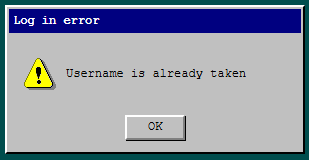 Log in error
Username is already taken
OK